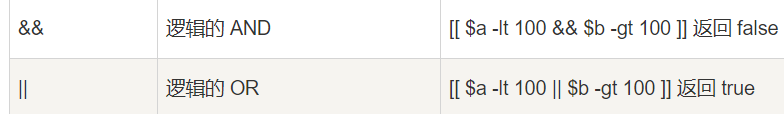 && 逻辑的 AND [[ $a -lt 100 && $b -gt 100 ]] 返回 false
|| 逻辑的 OR [[ $a -lt 100 || $b -gt 100 ]] 返回 true